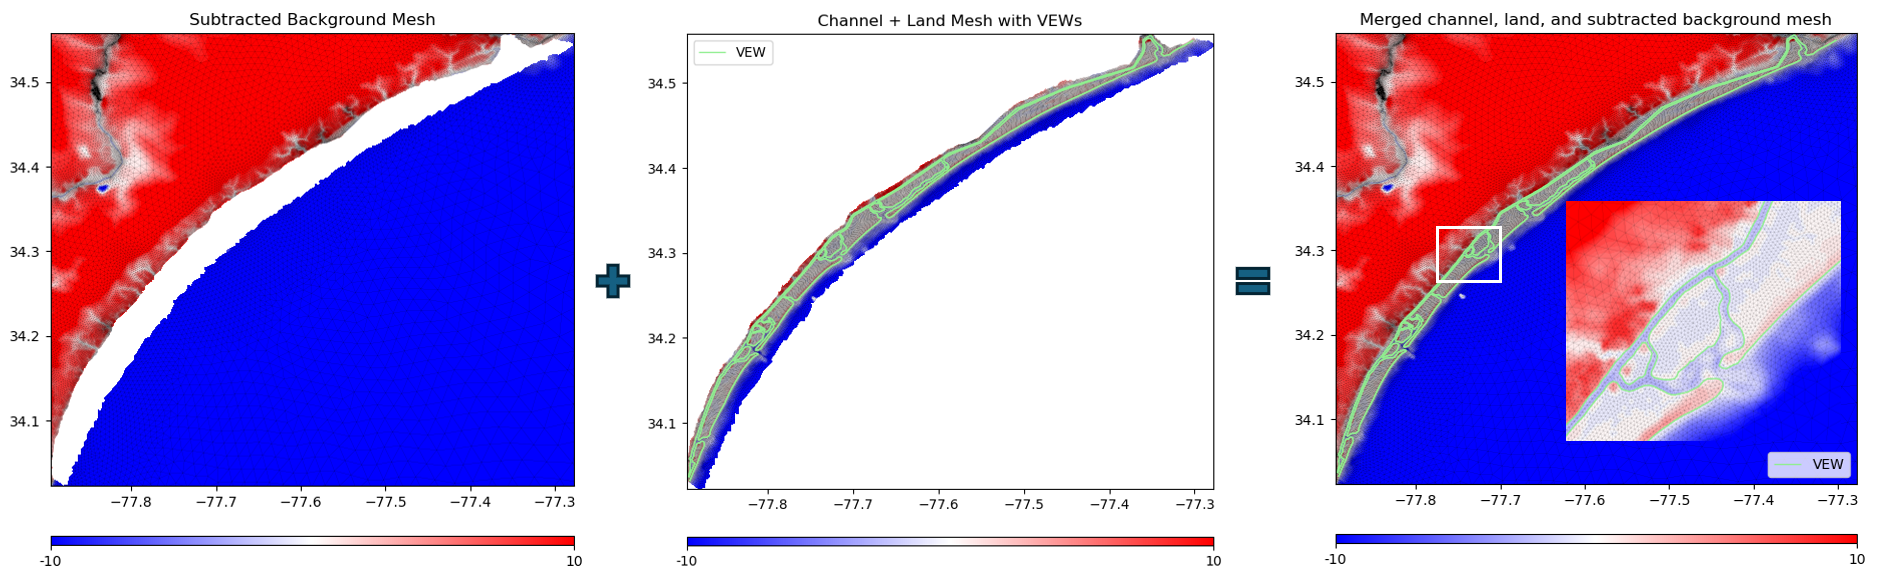 Subtracted Background Mesh
34.5
34.4
34.3
34.2
34.1
−77.8 −77.7 −77.6 −77.5 −77.4 −77.3
-10 10
Channel + Land Mesh with VEWs
VEW
34.5
34.4
34.3
34.2
34.1
−77.8 −77.7 −77.6 −77.5 −77.4 −77.3
-10 10
Merged channel, land, and subtracted background mesh
34.5
34.4
34.3
34.2
34.1
VEW
−77.8 −77.7 −77.6 −77.5 −77.4 −77.3
-10 10